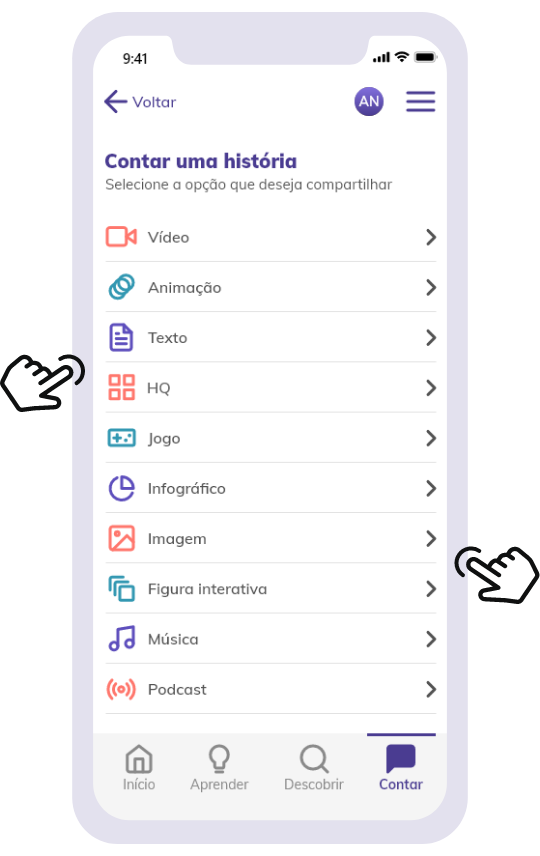 9:41
Voltar
AN
Contar uma história
Selecione a opção que deseja compartilhar
Vídeo
Animação
Texto
HQ
Jogo
Infográfico
Imagem
Figura interativa
Música
Podcast
Início Aprender Descobrir Contar